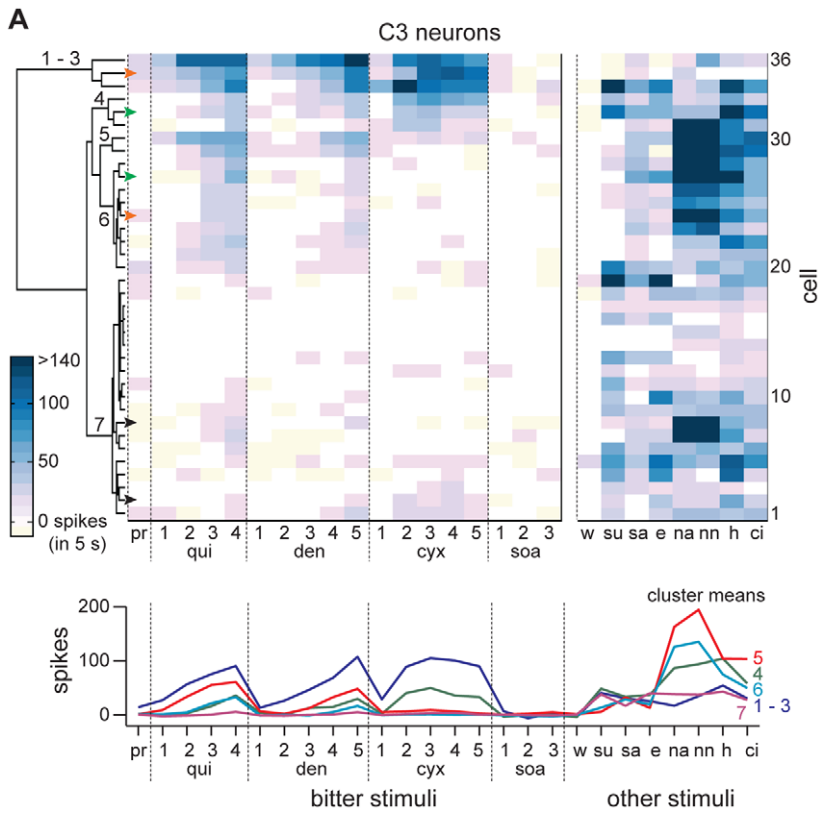 A
C3 neurons
1 - 3
4
5
6
7
36
30
20
10
1
cell
>140
100
50
0 spikes
(in 5 s)
pr 1 2 3 4 1 2 3 4 5 1 2 3 4 5 1 2 3 w su sa e na nn h ci
qui den cyx soa
cluster means
200
100
0
spikes
5
4
6
1 - 3
7
pr 1 2 3 4 1 2 3 4 5 1 2 3 4 5 1 2 3 w su sa e na nn h ci
qui den cyx soa
bitter stimuli other stimuli